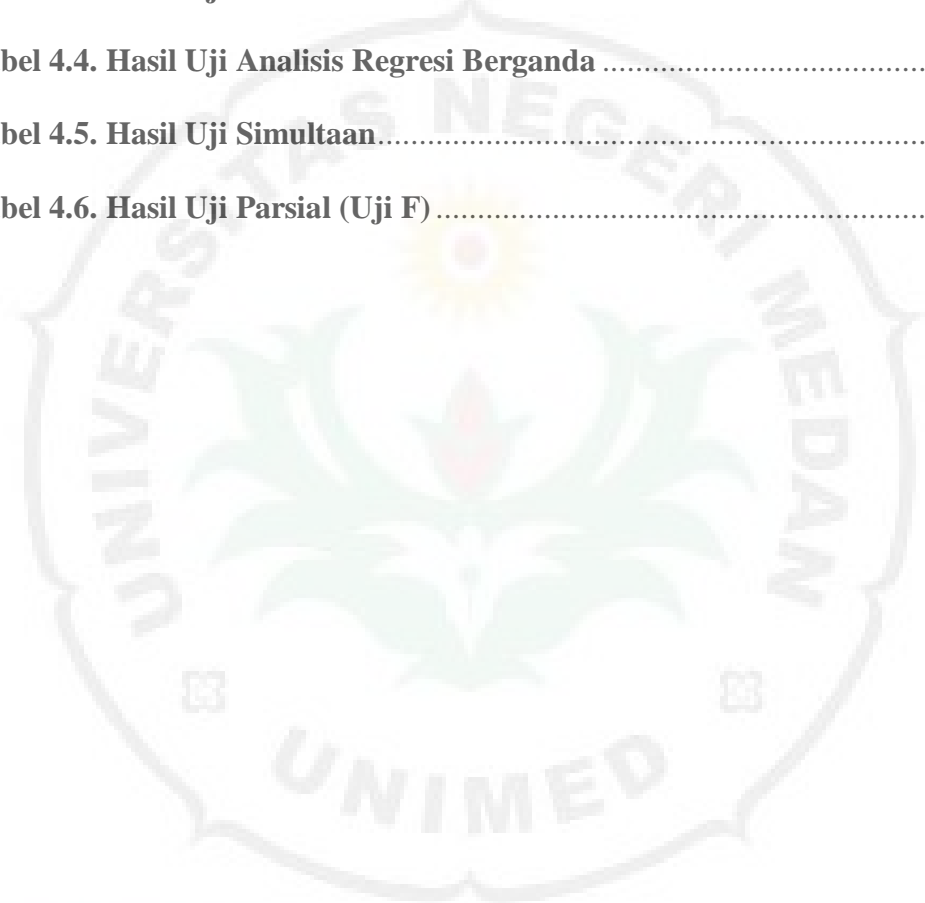 bel 4.4. Hasil Uji Analisis Regresi Berganda ....................................
bel 4.5. Hasil Uji Simultaan..............................................................
bel 4.6. Hasil Uji Parsial (Uji F) ......................................................
UNIVERSITAS NEGERI MEDAN
UNIMED